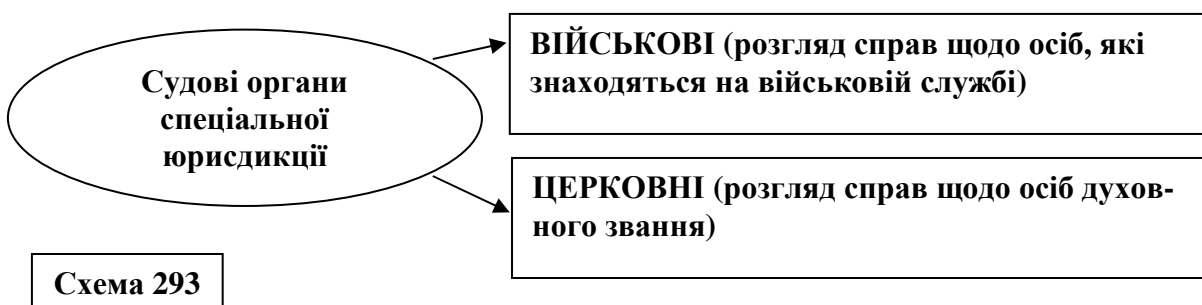 Судові органи
спеціальної
юрисдикції
ВІЙСЬКОВІ (розгляд справ щодо осіб, які
знаходяться на військовій службі)
ЦЕРКОВНІ (розгляд справ щодо осіб духов-
ного звання)
Схема 293